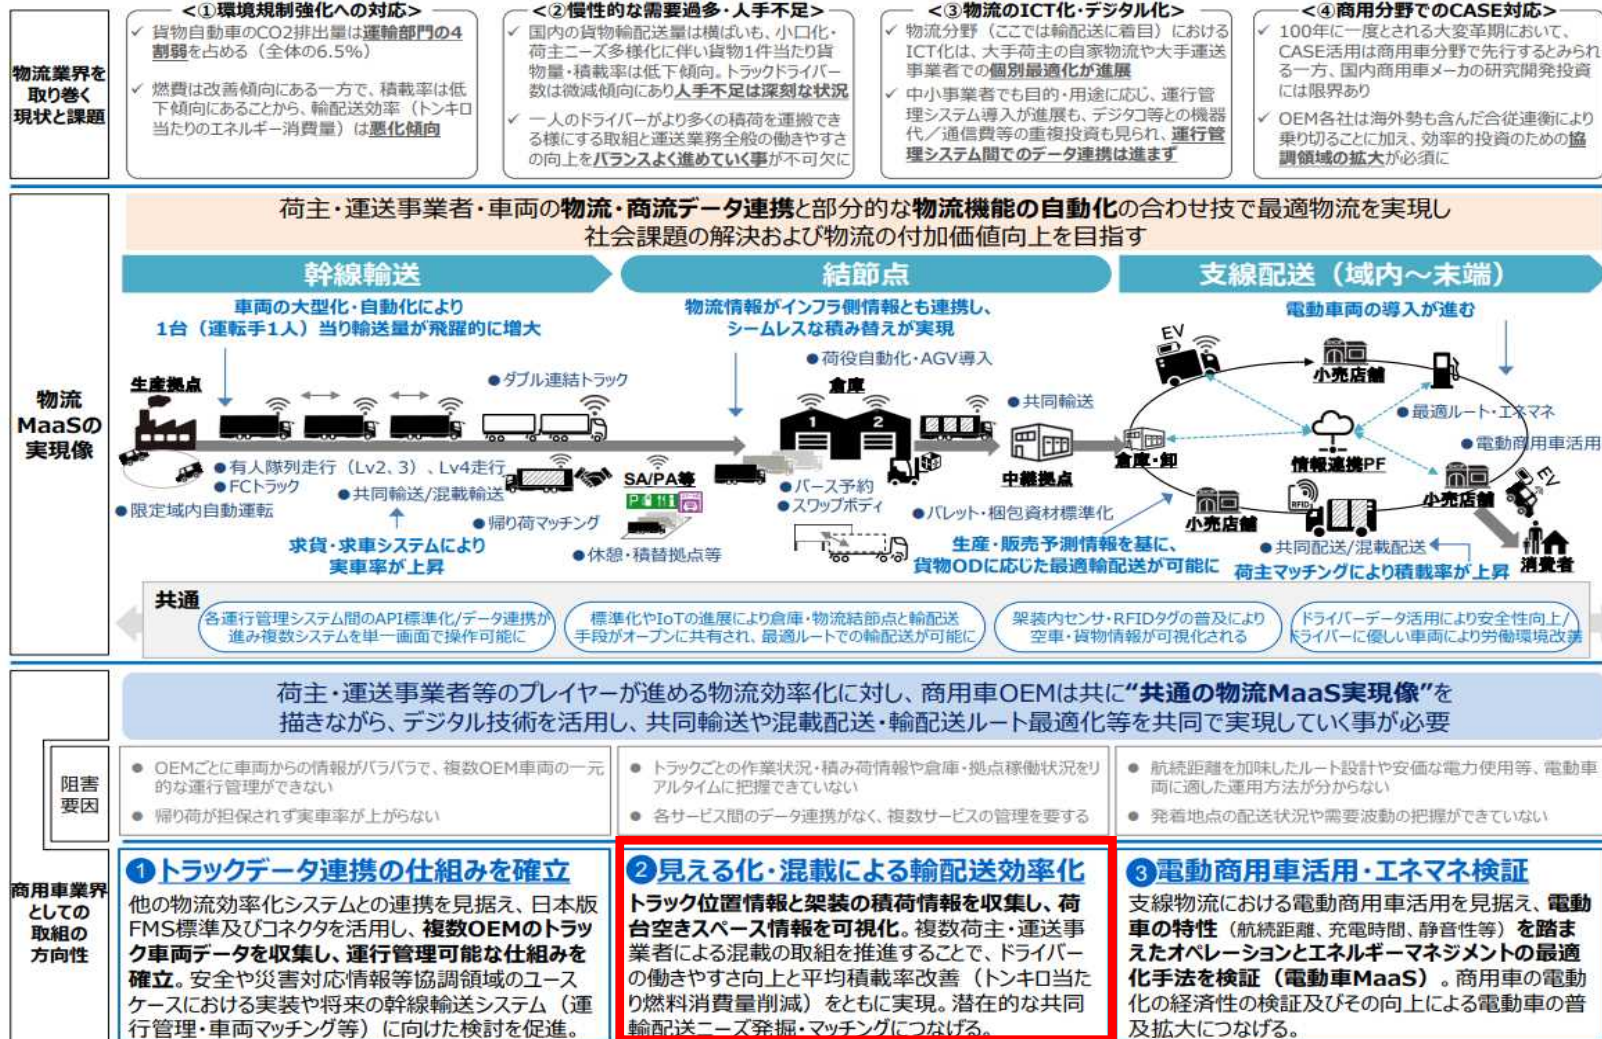 物流業界を
取り巻く
現状と課題
<①環境規制強化への対応>
✓ 貨物自動車のCO2排出量は運輸部門の4
割弱を占める（全体の6.5%）
✓ 燃費は改善傾向にある一方で、積載率は低
下傾向にあることから、輸配送効率（トンキロ
当たりのエネルギー消費量）は悪化傾向
<②慢性的な需要過多・人手不足>
✓ 国内の貨物輸配送量は横ばいも、小口化・
荷主ニーズ多様化に伴い貨物1件当たり貨
物量・積載率は低下傾向。トラックドライバー
数は微減傾向にあり人手不足は深刻な状況
✓ 一人のドライバーがより多くの積荷を運搬でき
る様にする取組と運送業務全般の働きやすさ
の向上をバランスよく進めていく事が不可欠に
<③物流のICT化・デジタル化>
✓ 物流分野（ここでは輸配送に着目）における
ICT化は、大手荷主の自家物流や大手運送
事業者での個別最適化が進展
✓ 中小事業者でも目的・用途に応じ、運行管
理システム導入が進展も、デジタコ等との機器
代／通信費等の重複投資も見られ、運行管
理システム間でのデータ連携は進まず
<④商用分野でのCASE対応>
✓ 100年に一度とされる大変革期において、
CASE活用は商用車分野で先行するとみられ
る一方、国内商用車メーカの研究開発投資
には限界あり
✓ OEM各社は海外勢も含んだ合従連衡により
乗り切ることに加え、効率的投資のための協
調領域の拡大が必須に
物流
MaaSの
実現像
荷主・運送事業者・車両の物流・商流データ連携と部分的な物流機能の自動化の合わせ技で最適物流を実現し
社会課題の解決および物流の付加価値向上を目指す
幹線輸送
結節点
支線配送（域内～末端）
車両の大型化・自動化により
1台（運転手1人）当り輸送量が飛躍的に増大
物流情報がインフラ側情報とも連携し、
シームレスな積み替えが実現
電動車両の導入が進む
生産拠点
●ダブル連結トラック
●荷役自動化・AGV導入
倉庫
1
2
●共同輸送
EV
小売店舗
●最適ルート・エネマネ
●電動商用車活用
●有人隊列走行（Lv2、3）、Lv4走行
●FCトラック
●共同輸送/混載輸送
●限定域内自動運転
●帰り荷マッチング
SA/PA等
P
●休憩・積替拠点等
●バース予約
●スワップボディ
中継拠点
●パレット・梱包資材標準化
倉庫・卸
情報連携PF
小売店舗
RFID
小売店舗
EV
●共同配送/混載配送
消費者
求貨・求車システムにより
実車率が上昇
生産・販売予測情報を基に、
貨物ODに応じた最適輸配送が可能に
荷主マッチングにより積載率が上昇
共通
各運行管理システム間のAPI標準化/データ連携が
進み複数システムを単一画面で操作可能に
標準化やIoTの進展により倉庫・物流結節点と輸配送
手段がオープンに共有され、最適ルートでの輸配送が可能に
架装内センサ・RFIDタグの普及により
空車・貨物情報が可視化される
ドライバーデータ活用により安全性向上/
ドライバーに優しい車両により労働環境改善
荷主・運送事業者等のプレイヤーが進める物流効率化に対し、商用車OEMは共に“共通の物流MaaS実現像”を
描きながら、デジタル技術を活用し、共同輸送や混載配送・輸配送ルート最適化等を共同で実現していく事が必要
阻害
要因
● OEMごとに車両からの情報がバラバラで、複数OEM車両の一元
的な運行管理ができない
● 帰り荷が担保されず実車率が上がらない
● トラックごとの作業状況・積み荷情報や倉庫・拠点稼働状況をリ
アルタイムに把握できていない
● 各サービス間のデータ連携がなく、複数サービスの管理を要する
● 航続距離を加味したルート設計や安価な電力使用等、電動車
両に適した運用方法が分からない
● 発着地点の配送状況や需要波動の把握ができていない
商用車業界
としての
取組の
方向性
❶トラックデータ連携の仕組みを確立
他の物流効率化システムとの連携を見据え、日本版
FMS標準及びコネクタを活用し、複数OEMのトラッ
ク車両データを収集し、運行管理可能な仕組みを
確立。安全や災害対応情報等協調領域のユース
ケースにおける実装や将来の幹線輸送システム（運
行管理・車両マッチング等）に向けた検討を促進。
❷見える化・混載による輸配送効率化
トラック位置情報と架装の積荷情報を収集し、荷
台空きスペース情報を可視化。複数荷主・運送事
業者による混載の取組を推進することで、ドライバー
の働きやすさ向上と平均積載率改善（トンキロ当た
り燃料消費量削減）をともに実現。潜在的な共同
輸配送ニーズ発掘・マッチングにつなげる。
❸電動商用車活用・エネマネ検証
支線物流における電動商用車活用を見据え、電動
車の特性（航続距離、充電時間、静音性等）を踏ま
えたオペレーションとエネルギーマネジメントの最適
化手法を検証（電動車MaaS）。商用車の電動
化の経済性の検証及びその向上による電動車の普
及拡大につなげる。